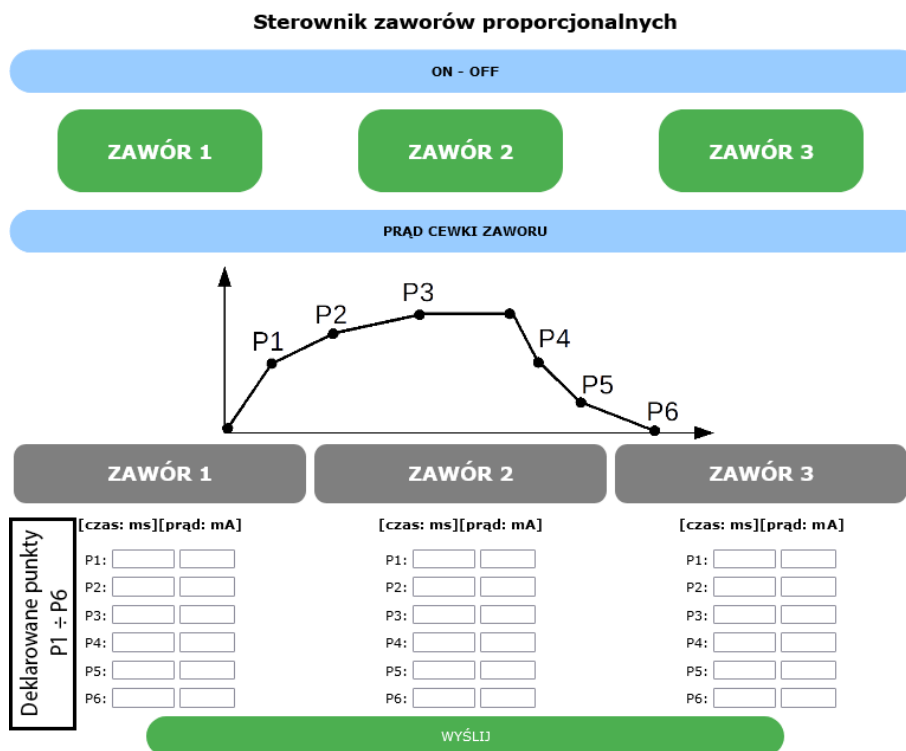 Sterownik zaworów proporcjonalnych
ON - OFF
ZAWÓR 1 ZAWÓR 2 ZAWÓR 3
PRĄD CEWKI ZAWORU
P3
P2
P1 P4
P5
P6
ZAWÓR 1 ZAWÓR 2 ZAWÓR 3
Deklarowane punkty
P1 ÷ P6
[czas: ms][prąd: mA] [czas: ms][prąd: mA] [czas: ms][prąd: mA]
P1: P1: P1:
P2: P2: P2:
P3: P3: P3:
P4: P4: P4:
P5: P5: P5:
P6: P6: P6:
WYŚLIJ